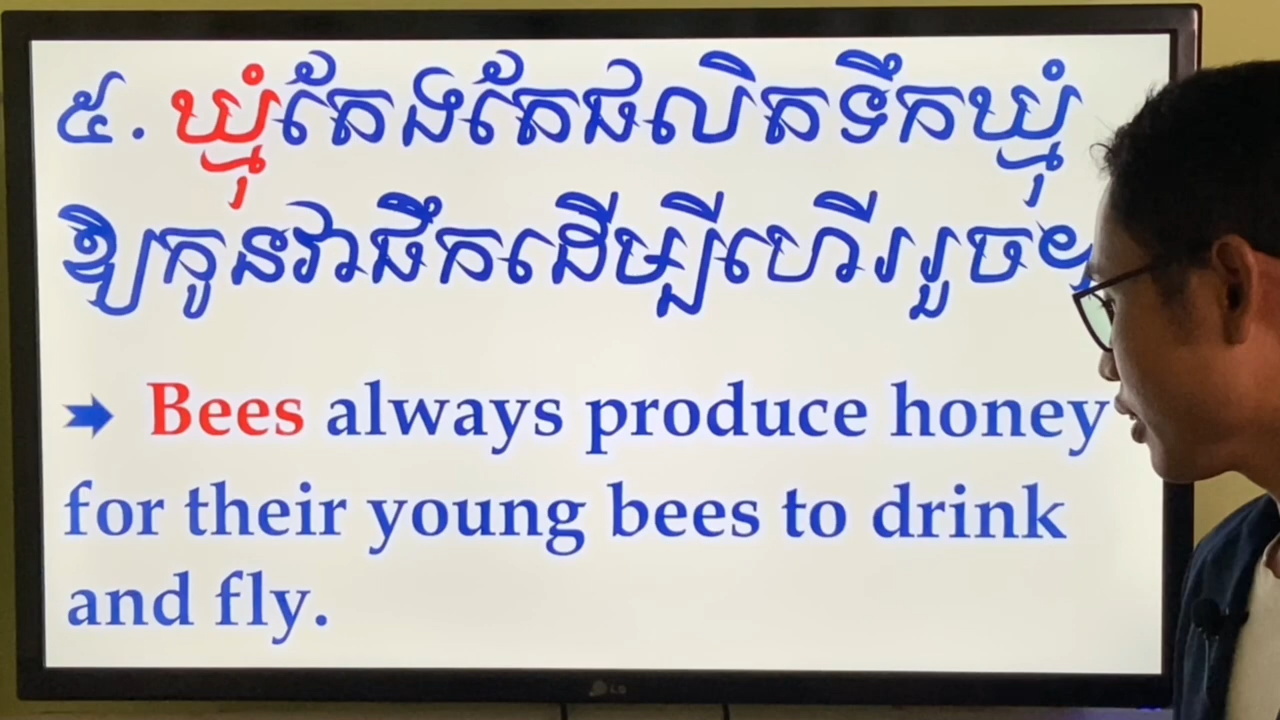 ៥. ឃ្មុំតែងតែផលិតទឹកឃ្មុំ
ឱ្យកូនវាផឹកដើម្បីហើររួច។
➨ Bees always produce honey
for their young bees to drink
and fly.
LG